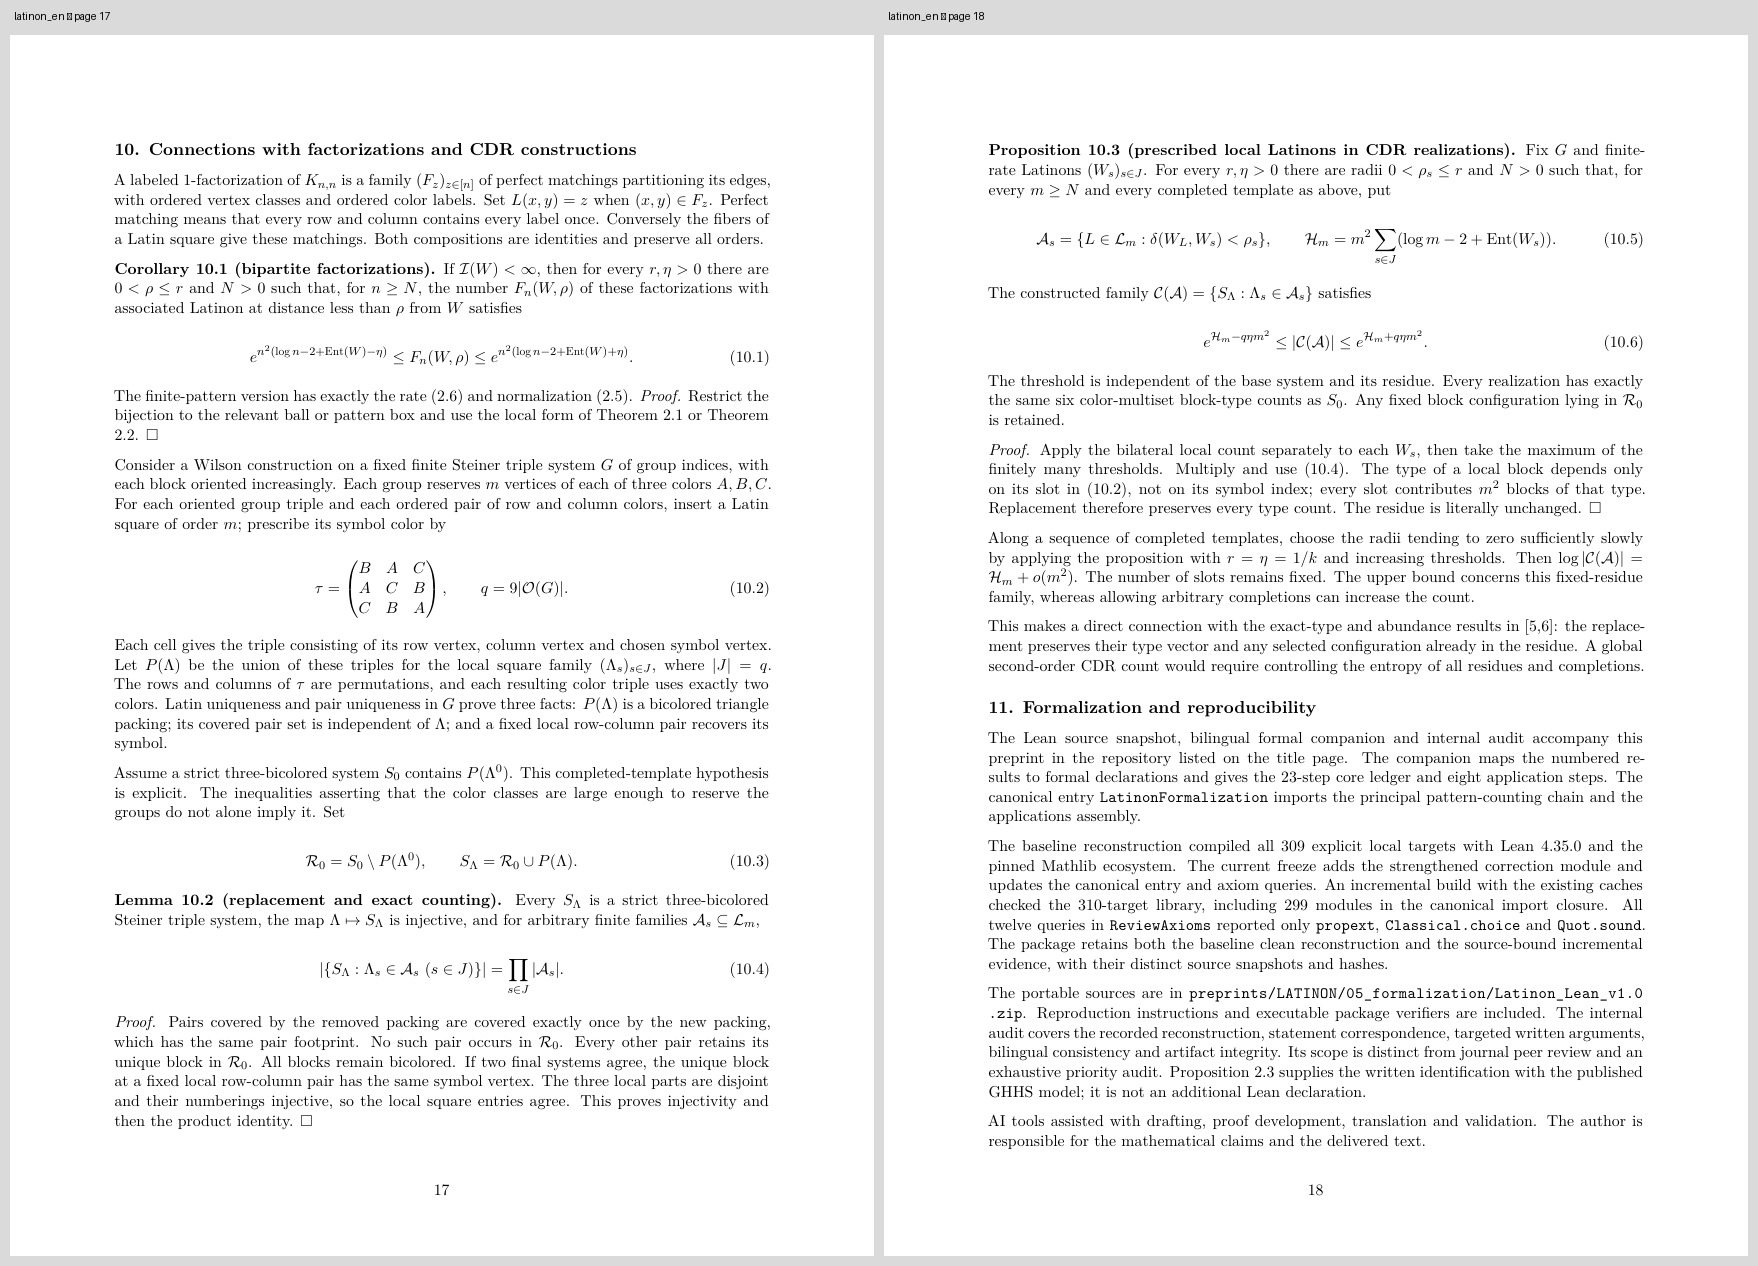 latinon_en page 17
10. Connections with factorizations and CDR constructions
A labeled 1-factorization of K_{n,n} is a family (F_z)_{z∈[n]} of perfect matchings partitioning its edges,
with ordered vertex classes and ordered color labels. Set L(x, y) = z when (x, y) ∈ F_z. Perfect
matching means that every row and column contains every label once. Conversely the fibers of
a Latin square give these matchings. Both compositions are identities and preserve all orders.
Corollary 10.1 (bipartite factorizations). If 𝓘(W) < ∞, then for every r, η > 0 there are
0 < ρ ≤ r and N > 0 such that, for n ≥ N, the number F_n(W, ρ) of these factorizations with
associated Latinon at distance less than ρ from W satisfies
e^{n²(log n−2+Ent(W)−η)} ≤ F_n(W, ρ) ≤ e^{n²(log n−2+Ent(W)+η)}. (10.1)
The finite-pattern version has exactly the rate (2.6) and normalization (2.5). Proof. Restrict the
bijection to the relevant ball or pattern box and use the local form of Theorem 2.1 or Theorem
2.2. □
Consider a Wilson construction on a fixed finite Steiner triple system G of group indices, with
each block oriented increasingly. Each group reserves m vertices of each of three colors A, B, C.
For each oriented group triple and each ordered pair of row and column colors, insert a Latin
square of order m; prescribe its symbol color by
B A C
τ = ( A C B ), q = 9|𝒪(G)|. (10.2)
C B A
Each cell gives the triple consisting of its row vertex, column vertex and chosen symbol vertex.
Let P(Λ) be the union of these triples for the local square family (Λ_s)_{s∈J}, where |J| = q.
The rows and columns of τ are permutations, and each resulting color triple uses exactly two
colors. Latin uniqueness and pair uniqueness in G prove three facts: P(Λ) is a bicolored triangle
packing; its covered pair set is independent of Λ; and a fixed local row-column pair recovers its
symbol.
Assume a strict three-bicolored system S_0 contains P(Λ^0). This completed-template hypothesis
is explicit. The inequalities asserting that the color classes are large enough to reserve the
groups do not alone imply it. Set
𝓡_0 = S_0 \ P(Λ^0), S_Λ = 𝓡_0 ∪ P(Λ). (10.3)
Lemma 10.2 (replacement and exact counting). Every S_Λ is a strict three-bicolored
Steiner triple system, the map Λ ↦ S_Λ is injective, and for arbitrary finite families 𝒜_s ⊆ 𝓛_m,
|{S_Λ : Λ_s ∈ 𝒜_s (s ∈ J)}| = ∏_{s∈J} |𝒜_s|. (10.4)
Proof. Pairs covered by the removed packing are covered exactly once by the new packing,
which has the same pair footprint. No such pair occurs in 𝓡_0. Every other pair retains its
unique block in 𝓡_0. All blocks remain bicolored. If two final systems agree, the unique block
at a fixed local row-column pair has the same symbol vertex. The three local parts are disjoint
and their numberings injective, so the local square entries agree. This proves injectivity and
then the product identity. □
17
latinon_en page 18
Proposition 10.3 (prescribed local Latinons in CDR realizations). Fix G and finite-
rate Latinons (W_s)_{s∈J}. For every r, η > 0 there are radii 0 < ρ_s ≤ r and N > 0 such that, for
every m ≥ N and every completed template as above, put
𝒜_s = {L ∈ 𝓛_m : δ(W_L, W_s) < ρ_s}, 𝓗_m = m² ∑_{s∈J} (log m − 2 + Ent(W_s)). (10.5)
The constructed family 𝒞(𝒜) = {S_Λ : Λ_s ∈ 𝒜_s} satisfies
e^{𝓗_m−qηm²} ≤ |𝒞(𝒜)| ≤ e^{𝓗_m+qηm²}. (10.6)
The threshold is independent of the base system and its residue. Every realization has exactly
the same six color-multiset block-type counts as S_0. Any fixed block configuration lying in 𝓡_0
is retained.
Proof. Apply the bilateral local count separately to each W_s, then take the maximum of the
finitely many thresholds. Multiply and use (10.4). The type of a local block depends only
on its slot in (10.2), not on its symbol index; every slot contributes m² blocks of that type.
Replacement therefore preserves every type count. The residue is literally unchanged. □
Along a sequence of completed templates, choose the radii tending to zero sufficiently slowly
by applying the proposition with r = η = 1/k and increasing thresholds. Then log |𝒞(𝒜)| =
𝓗_m + o(m²). The number of slots remains fixed. The upper bound concerns this fixed-residue
family, whereas allowing arbitrary completions can increase the count.
This makes a direct connection with the exact-type and abundance results in [5,6]: the replace-
ment preserves their type vector and any selected configuration already in the residue. A global
second-order CDR count would require controlling the entropy of all residues and completions.
11. Formalization and reproducibility
The Lean source snapshot, bilingual formal companion and internal audit accompany this
preprint in the repository listed on the title page. The companion maps the numbered re-
sults to formal declarations and gives the 23-step core ledger and eight application steps. The
canonical entry LatinonFormalization imports the principal pattern-counting chain and the
applications assembly.
The baseline reconstruction compiled all 309 explicit local targets with Lean 4.35.0 and the
pinned Mathlib ecosystem. The current freeze adds the strengthened correction module and
updates the canonical entry and axiom queries. An incremental build with the existing caches
checked the 310-target library, including 299 modules in the canonical import closure. All
twelve queries in ReviewAxioms reported only propext, Classical.choice and Quot.sound.
The package retains both the baseline clean reconstruction and the source-bound incremental
evidence, with their distinct source snapshots and hashes.
The portable sources are in preprints/LATINON/05_formalization/Latinon_Lean_v1.0
.zip. Reproduction instructions and executable package verifiers are included. The internal
audit covers the recorded reconstruction, statement correspondence, targeted written arguments,
bilingual consistency and artifact integrity. Its scope is distinct from journal peer review and an
exhaustive priority audit. Proposition 2.3 supplies the written identification with the published
GHHS model; it is not an additional Lean declaration.
AI tools assisted with drafting, proof development, translation and validation. The author is
responsible for the mathematical claims and the delivered text.
18